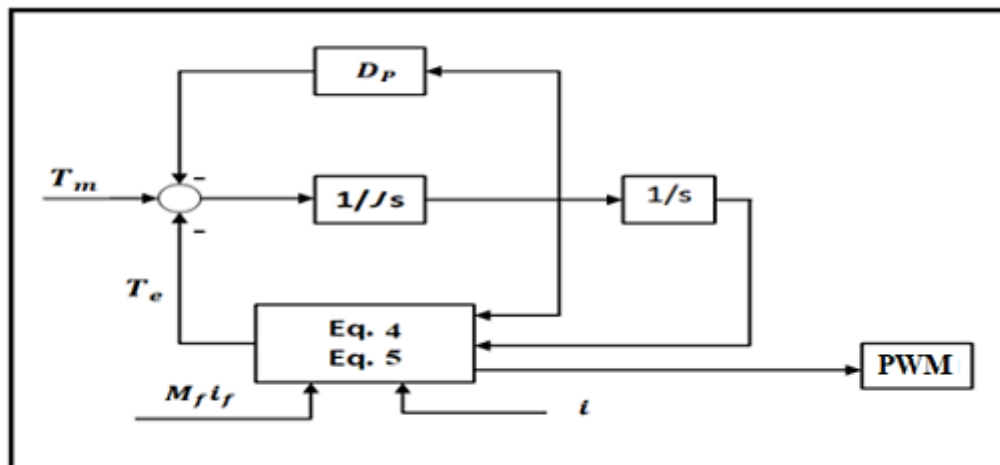 D_P
T_m
-
1/Js
1/s
-
T_e
Eq. 4
Eq. 5
PWM
M_f i_f
i